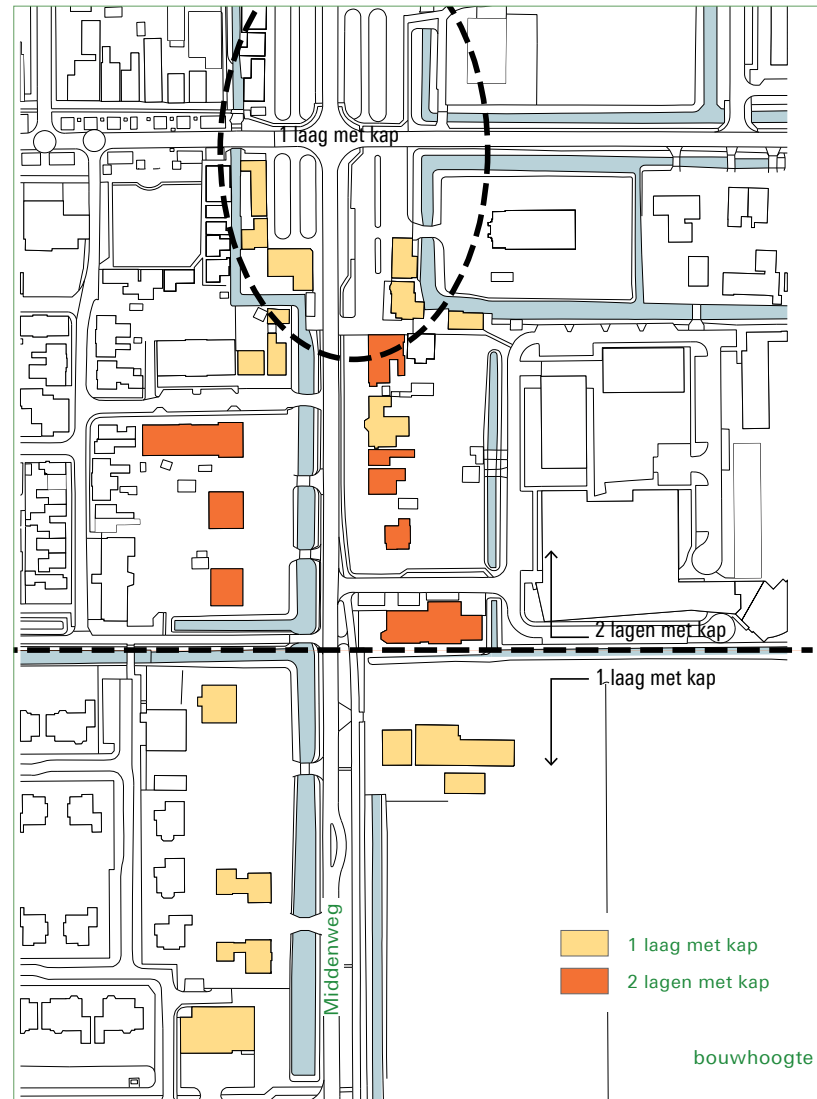 1 laag met kap
2 lagen met kap
1 laag met kap
Middenweg
1 laag met kap
2 lagen met kap
bouwhoogte